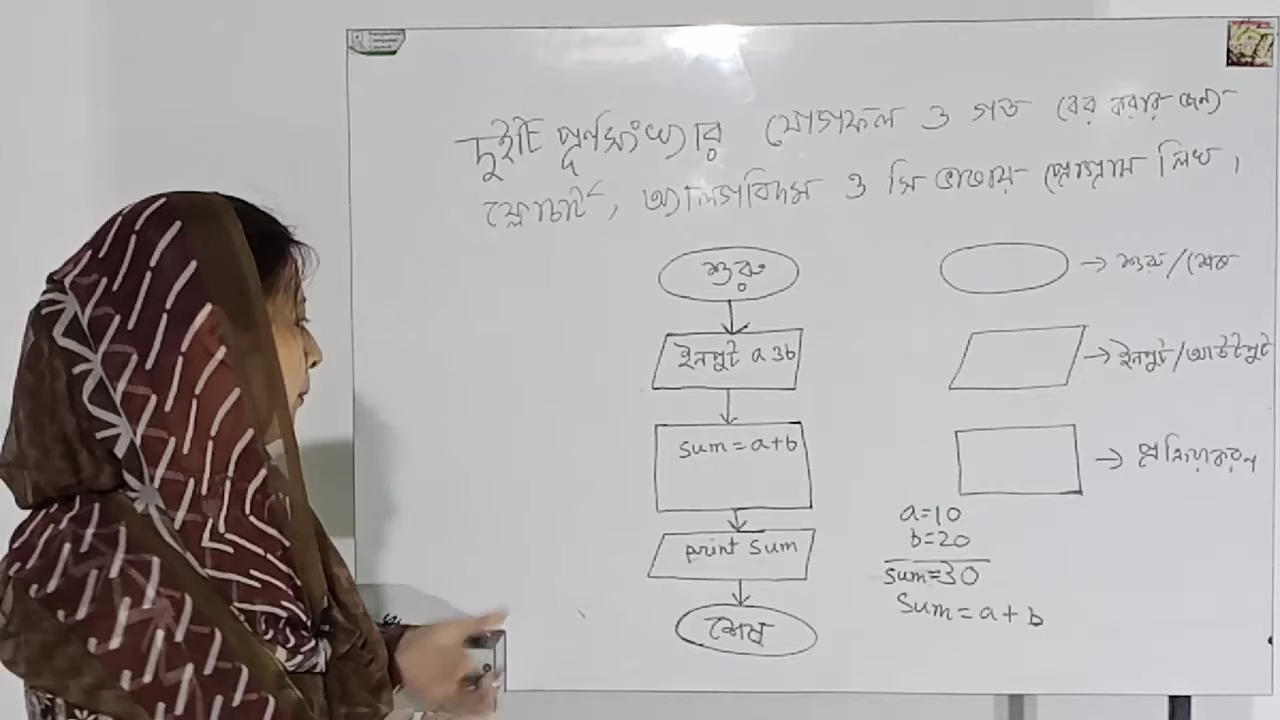 দুইটি পূর্ণসংখ্যার যোগফল ও গড় বের করার জন্য
ফ্লোচার্ট, অ্যালগরিদম ও সি ভাষায় প্রোগ্রাম লিখ।
শুরু
ইনপুট a ও b
sum=a+b
print sum
শেষ
→ শুরু/শেষ
→ ইনপুট/আউটপুট
→ প্রক্রিয়াকরণ
a=10
b=20
sum=30
sum=a+b